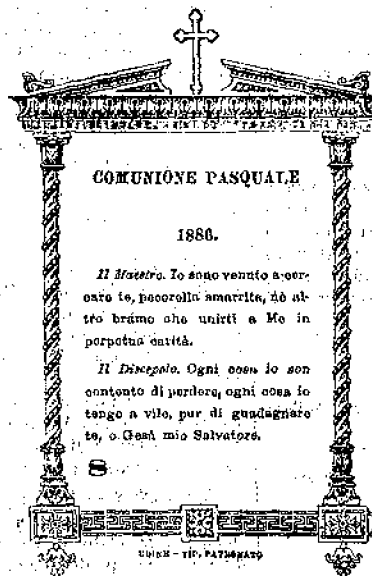 COMUNIONE PASQUALE
1886.
Il Maestro. Io sono venuto a cer-
care te, pecorella smarrita, nè al-
tro bramo che unirti a Me in
perpetua carità.
Il Discepolo. Ogni cosa io son
contento di perdere, ogni cosa io
tengo a vile, pur di guadagnare
te, o Gesù mio Salvatore.
8
UDINE - TIP. PATRONATO